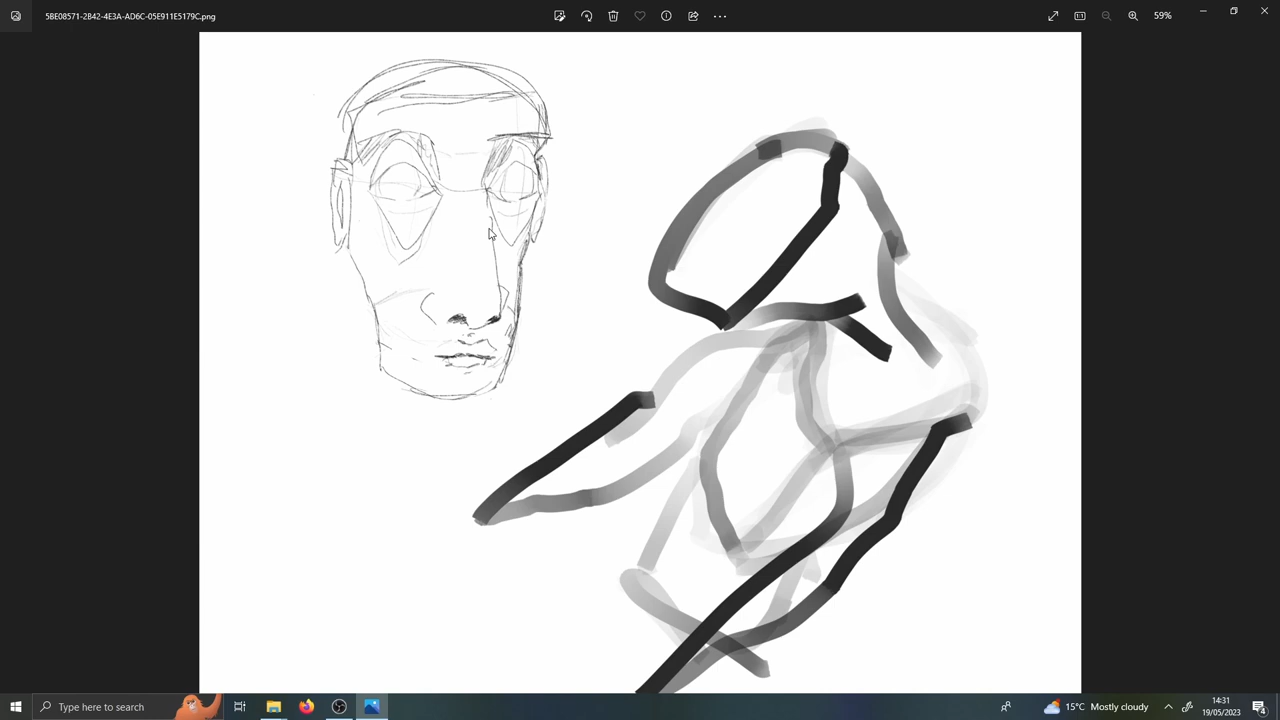 5BE08571-2B42-4E3A-AD6C-05E911E5179C.png
59%
Type here to search
15°C Mostly cloudy
14:31
19/05/2023
4